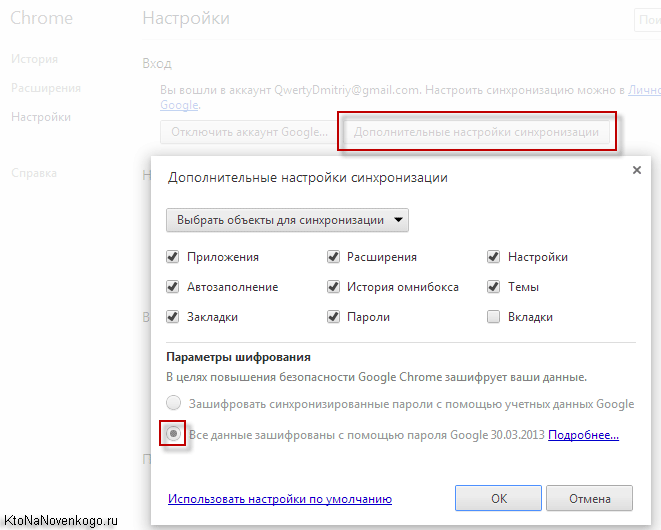 Chrome
Настройки
Пои
История
Расширения
Настройки
Справка
Вход
Вы вошли в аккаунт QwertyDmitriy@gmail.com. Настроить синхронизацию можно в Лично
Google.
Отключить аккаунт Google...
Дополнительные настройки синхронизации
Н
Дополнительные настройки синхронизации
Выбрать объекты для синхронизации
Приложения
Расширения
Настройки
Автозаполнение
История омнибокса
Темы
Закладки
Пароли
Вкладки
В
Параметры шифрования
В целях повышения безопасности Google Chrome зашифрует ваши данные.
Зашифровать синхронизированные пароли с помощью учетных данных Google
Все данные зашифрованы с помощью пароля Google 30.03.2013 Подробнее...
П
Использовать настройки по умолчанию
ОК
Отмена
KtoNaNovenkogo.ru